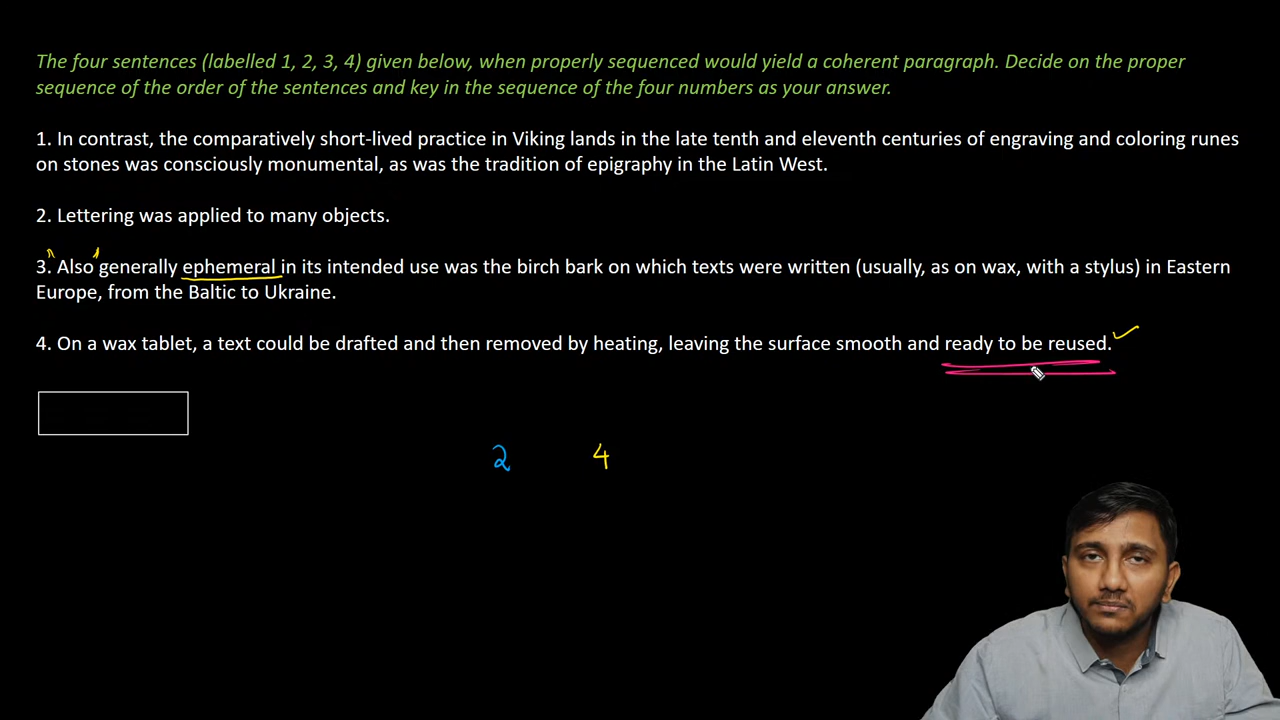 The four sentences (labelled 1, 2, 3, 4) given below, when properly sequenced would yield a coherent paragraph. Decide on the proper
sequence of the order of the sentences and key in the sequence of the four numbers as your answer.
1. In contrast, the comparatively short-lived practice in Viking lands in the late tenth and eleventh centuries of engraving and coloring runes
on stones was consciously monumental, as was the tradition of epigraphy in the Latin West.
2. Lettering was applied to many objects.
3. Also generally ephemeral in its intended use was the birch bark on which texts were written (usually, as on wax, with a stylus) in Eastern
Europe, from the Baltic to Ukraine.
4. On a wax tablet, a text could be drafted and then removed by heating, leaving the surface smooth and ready to be reused.
2 4